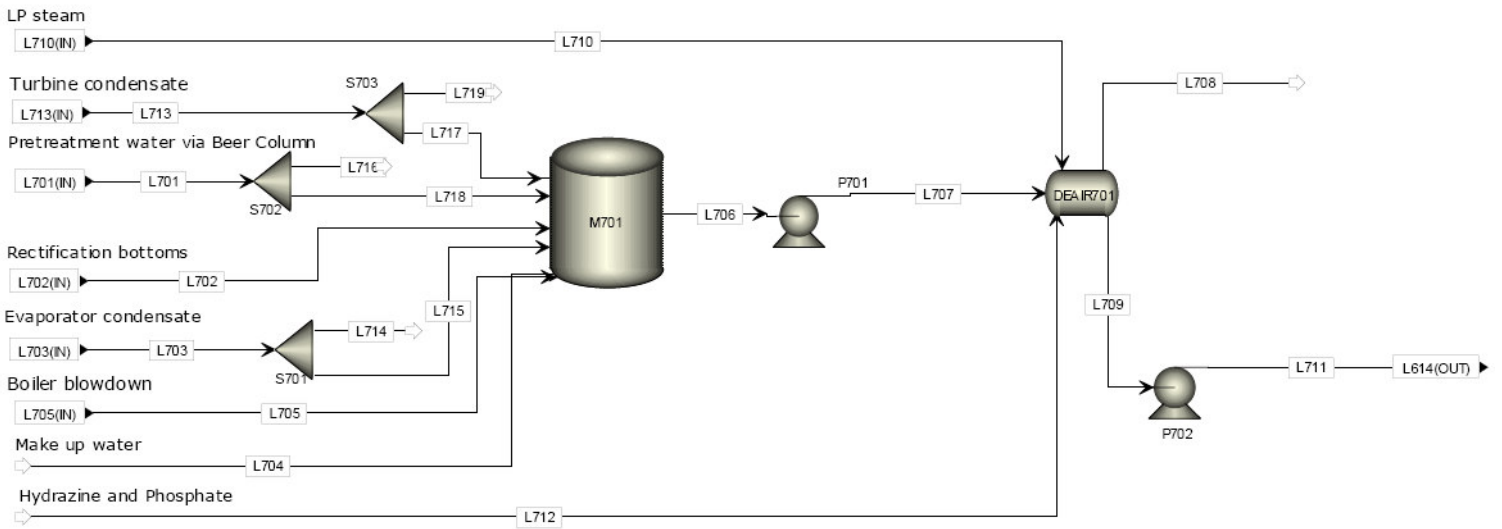 LP steam
L710(IN)
L710
Turbine condensate
S703
L719
L713(IN)
L713
L717
L708
Pretreatment water via Beer Column
L716
L701(IN)
L701
L718
S702
M701
L706
P701
L707
DEAIR701
Rectification bottoms
L702(IN)
L702
Evaporator condensate
L715
L714
L703(IN)
L703
S701
L709
L711
L614(OUT)
P702
Boiler blowdown
L705(IN)
L705
Make up water
L704
Hydrazine and Phosphate
L712